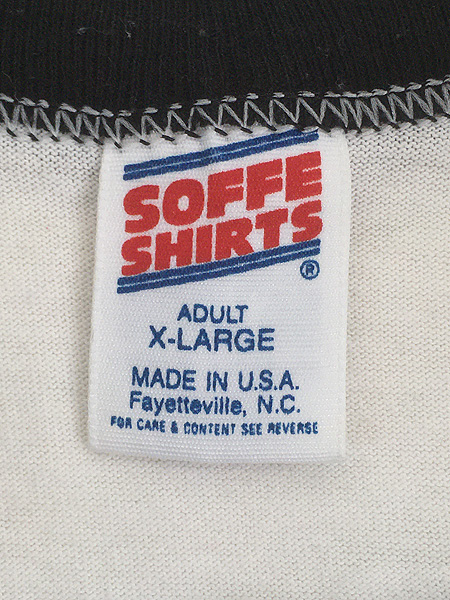 SOFFE
SHIRTS
®
ADULT
X-LARGE
MADE IN U.S.A.
Fayetteville, N.C.
FOR CARE & CONTENT SEE REVERSE